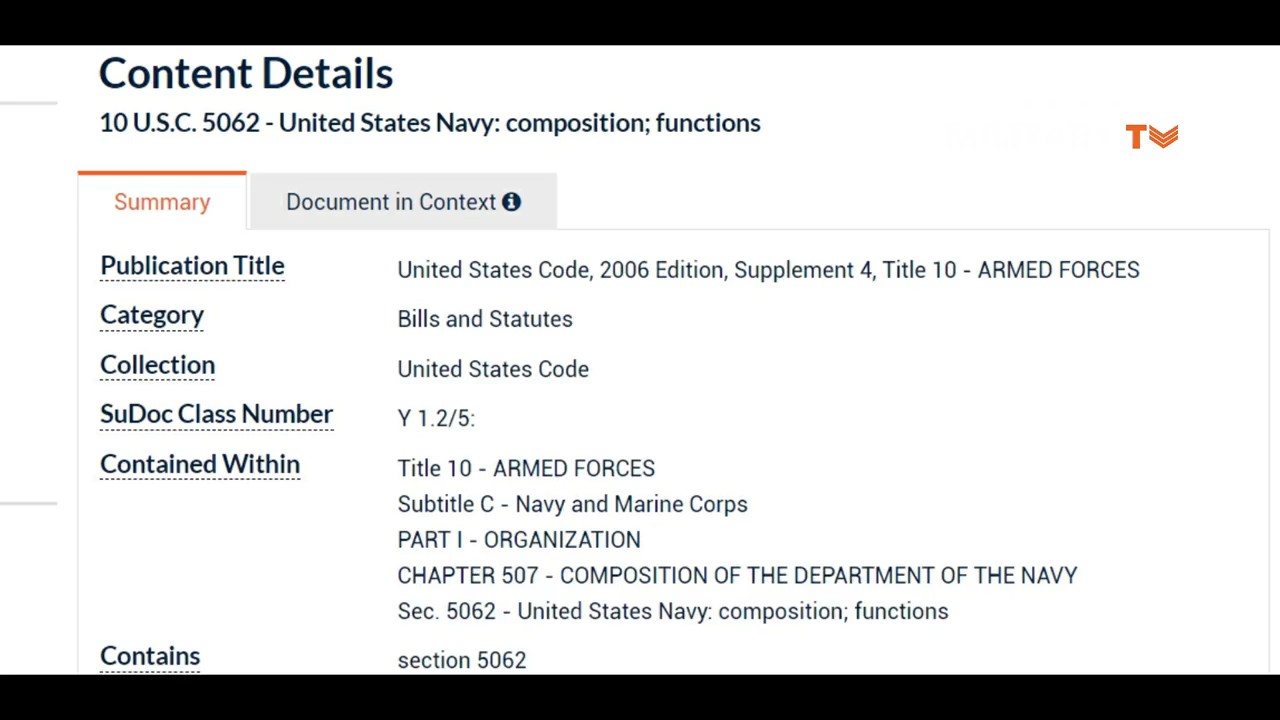 Content Details
10 U.S.C. 5062 - United States Navy: composition; functions
T
Summary
Document in Context
Publication Title
United States Code, 2006 Edition, Supplement 4, Title 10 - ARMED FORCES
Category
Bills and Statutes
Collection
United States Code
SuDoc Class Number
Y 1.2/5:
Contained Within
Title 10 - ARMED FORCES
Subtitle C - Navy and Marine Corps
PART I - ORGANIZATION
CHAPTER 507 - COMPOSITION OF THE DEPARTMENT OF THE NAVY
Sec. 5062 - United States Navy: composition; functions
Contains
section 5062